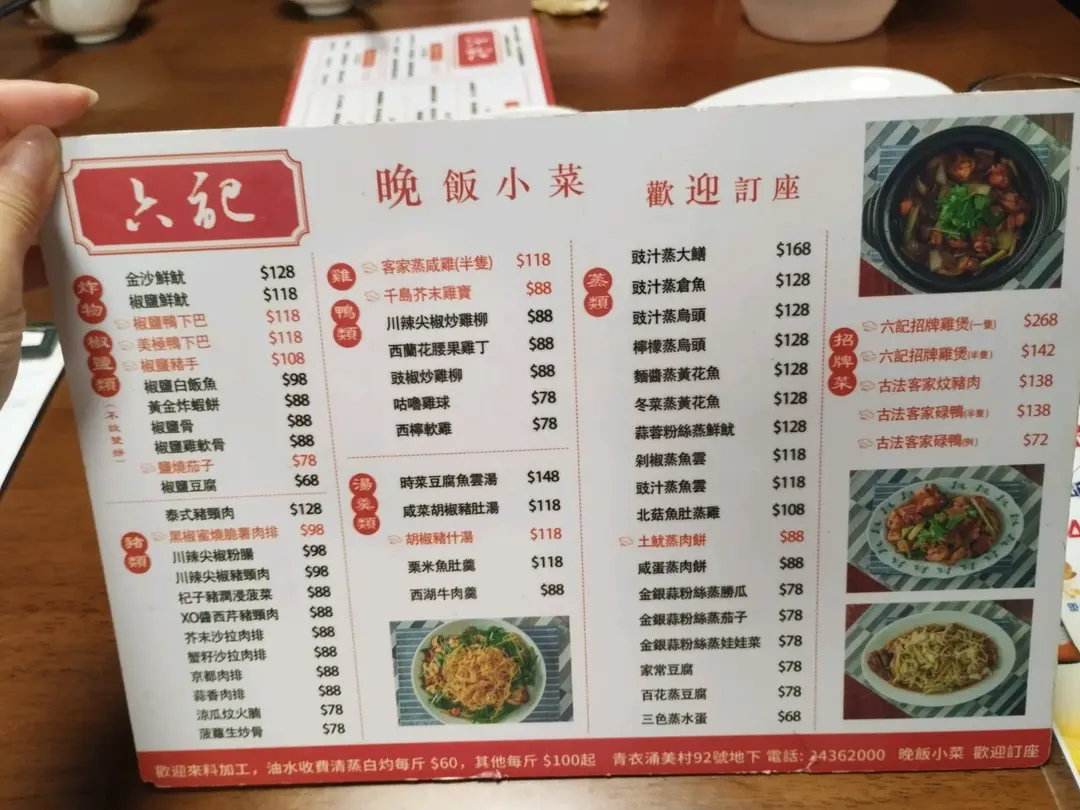 六記
晚飯小菜 歡迎訂座
炸物
椒鹽類
(不設雙拼)
金沙鮮魷 $128
椒鹽鮮魷 $118
椒鹽鴨下巴 $118
美極鴨下巴 $118
椒鹽豬手 $108
椒鹽白飯魚 $98
黃金炸蝦餅 $88
椒鹽骨 $88
椒鹽雞軟骨 $88
鹽燒茄子 $78
椒鹽豆腐 $68
豬類
泰式豬頸肉 $128
黑椒蜜燒脆薯肉排 $98
川辣尖椒粉腸 $98
川辣尖椒豬頸肉 $98
杞子豬潤浸菠菜 $88
XO醬西芹豬頸肉 $88
芥末沙拉肉排 $88
蟹籽沙拉肉排 $88
京都肉排 $88
蒜香肉排 $88
涼瓜炆火腩 $78
菠蘿生炒骨 $78
雞鴨類
客家蒸咸雞(半隻) $118
千島芥末雞寶 $88
川辣尖椒炒雞柳 $88
西蘭花腰果雞丁 $88
豉椒炒雞柳 $88
咕嚕雞球 $78
西檸軟雞 $78
湯羹類
時菜豆腐魚雲湯 $148
咸菜胡椒豬肚湯 $118
胡椒豬什湯 $118
栗米魚肚羹 $118
西湖牛肉羹 $88
蒸類
豉汁蒸大鱔 $168
豉汁蒸倉魚 $128
豉汁蒸烏頭 $128
檸檬蒸烏頭 $128
麵醬蒸黃花魚 $128
冬菜蒸黃花魚 $128
蒜蓉粉絲蒸鮮魷 $128
剁椒蒸魚雲 $118
豉汁蒸魚雲 $118
北菇魚肚蒸雞 $108
土魷蒸肉餅 $88
咸蛋蒸肉餅 $88
金銀蒜粉絲蒸勝瓜 $78
金銀蒜粉絲蒸茄子 $78
金銀蒜粉絲蒸娃娃菜 $78
家常豆腐 $78
百花蒸豆腐 $78
三色蒸水蛋 $68
招牌菜
六記招牌雞煲(一隻) $268
六記招牌雞煲(半隻) $142
古法客家炆豬肉 $138
古法客家碌鴨(半隻) $138
古法客家碌鴨(例) $72
歡迎來料加工，油水收費清蒸白灼每斤 $60，其他每斤 $100起 青衣涌美村92號地下 電話: 24362000 晚飯小菜 歡迎訂座